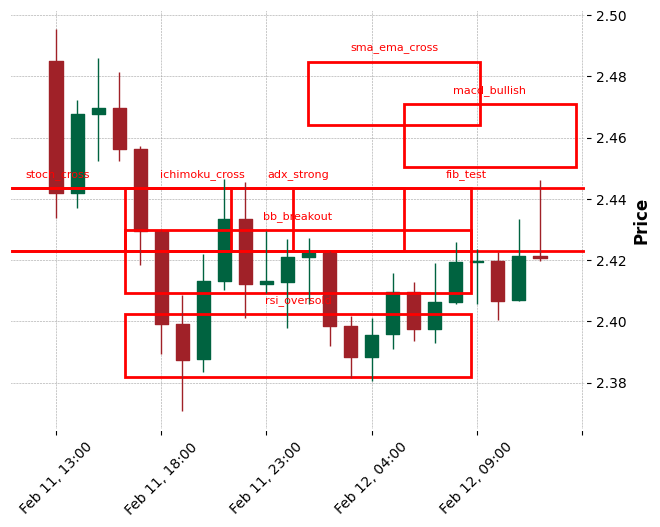 2.50
sma_ema_cross
2.48
macd_bullish
2.46
stoch_cross ichimoku_cross adx_strong fib_test
2.44
bb_breakout
2.42
rsi_oversold
2.40
2.38
Price
Feb 11, 13:00 Feb 11, 18:00 Feb 11, 23:00 Feb 12, 04:00 Feb 12, 09:00